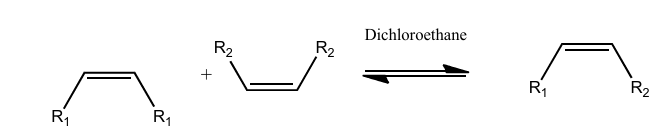 Dichloroethane
R2 R2
+
R1 R1 R1 R2